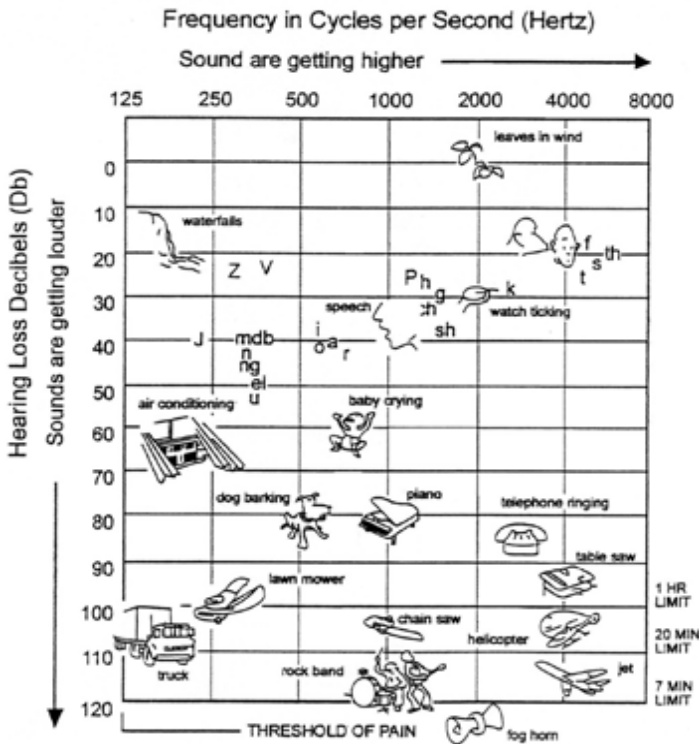 Frequency in Cycles per Second (Hertz)
Sound are getting higher
125 250 500 1000 2000 4000 8000
Hearing Loss Decibels (Db)
Sounds are getting louder
leaves in wind
0
10
waterfalls
f
20
th
s
Z V
t
P h
k
30
g
speech
ch
watch ticking
i
sh
J mdb
a
40
o
r
n
ng
el
50
u
air conditioning
baby crying
60
70
dog barking
piano
telephone ringing
80
table saw
90
lawn mower
1 HR
LIMIT
100
chain saw
helicopter
20 MIN
LIMIT
110
truck
rock band
jet
7 MIN
LIMIT
120
THRESHOLD OF PAIN
fog horn